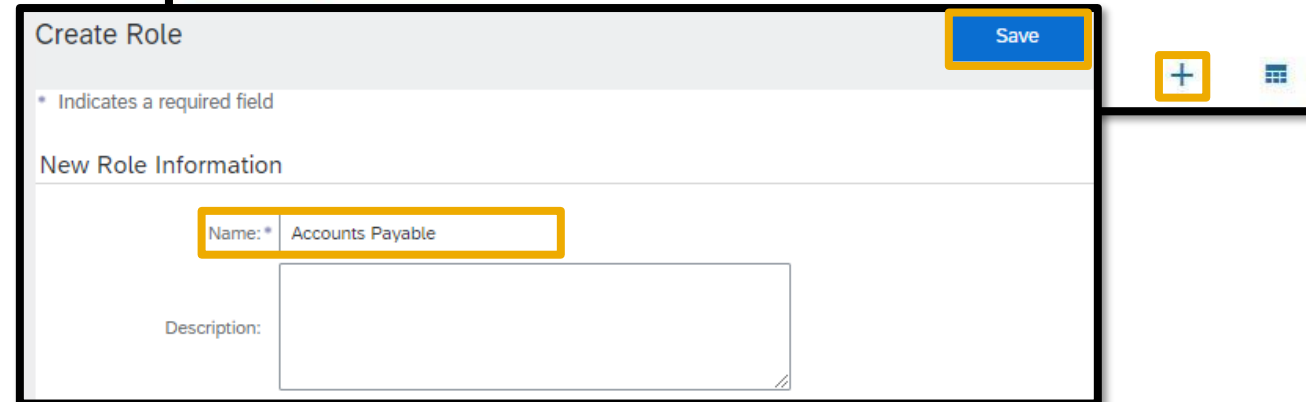 Create Role
Save
* Indicates a required field
New Role Information
Name:* Accounts Payable
Description: